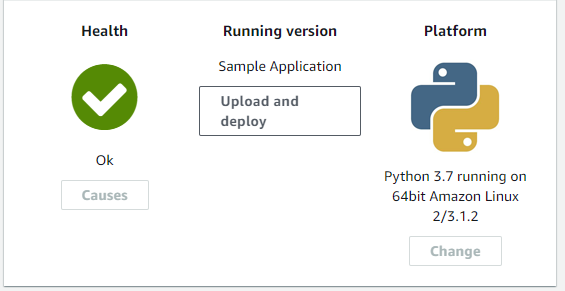 Health
Ok
Causes
Running version
Sample Application
Upload and
deploy
Platform
Python 3.7 running on
64bit Amazon Linux
2/3.1.2
Change